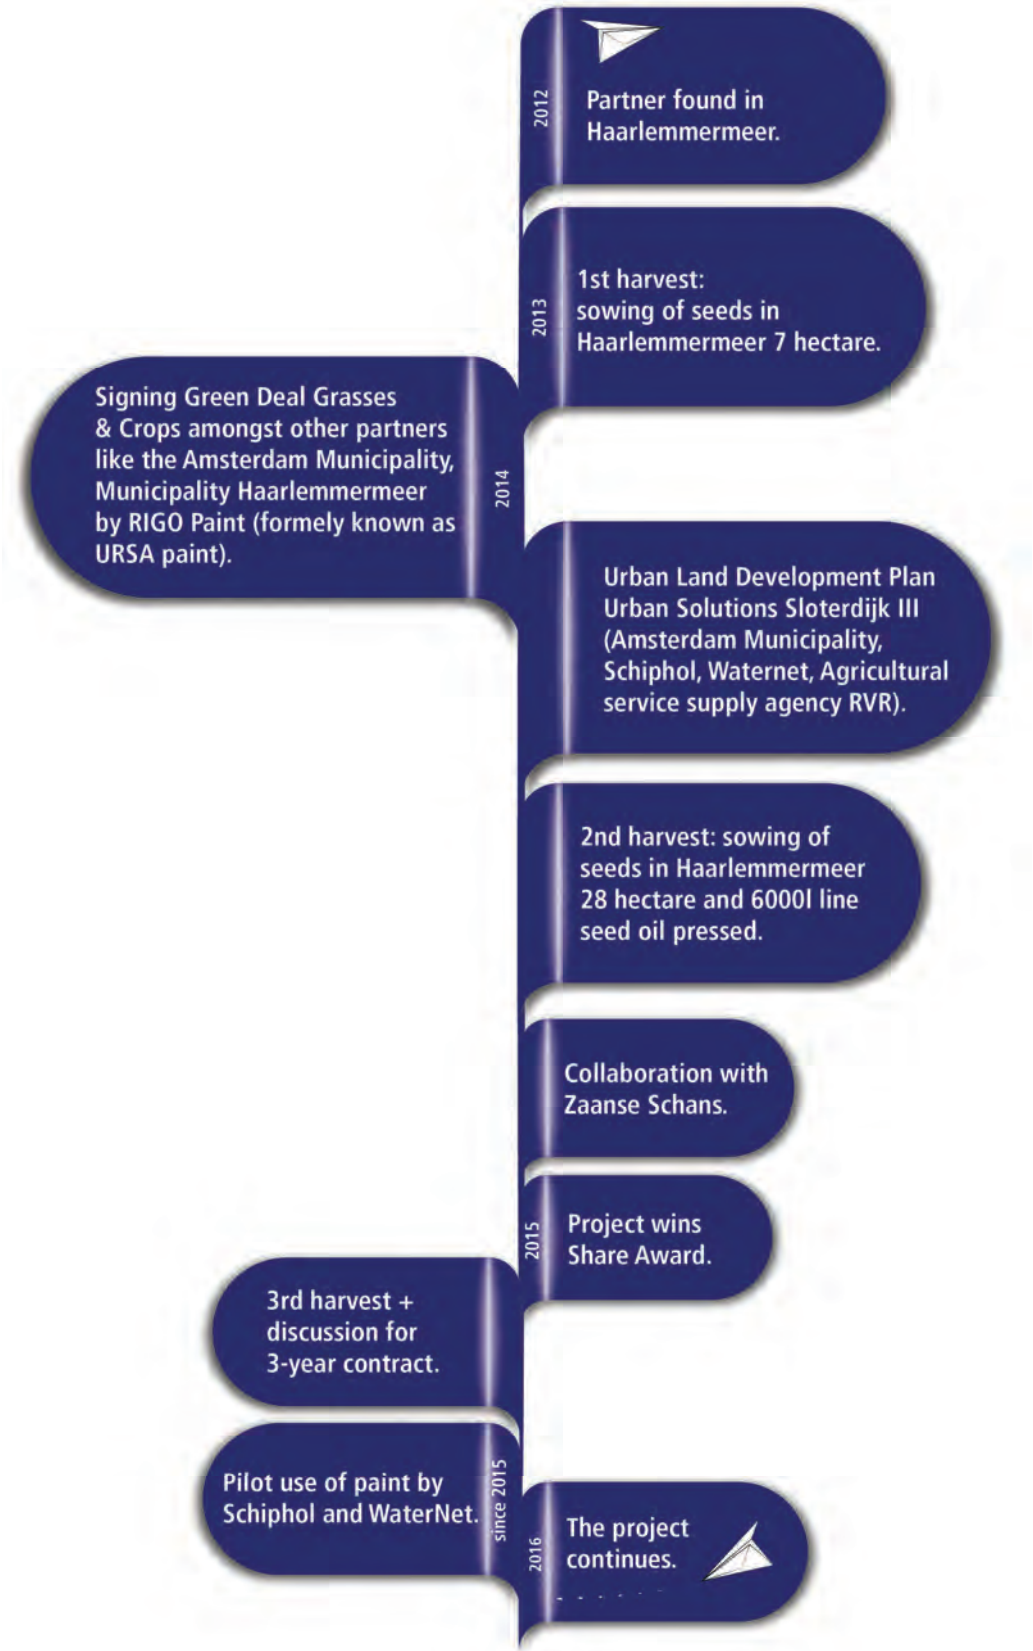 2012
Partner found in
Haarlemmermeer.
2013
1st harvest:
sowing of seeds in
Haarlemmermeer 7 hectare.
Signing Green Deal Grasses
& Crops amongst other partners
like the Amsterdam Municipality,
Municipality Haarlemmermeer
by RIGO Paint (formely known as
URSA paint).
2014
Urban Land Development Plan
Urban Solutions Sloterdijk III
(Amsterdam Municipality,
Schiphol, Waternet, Agricultural
service supply agency RVR).
2nd harvest: sowing of
seeds in Haarlemmermeer
28 hectare and 6000l line
seed oil pressed.
Collaboration with
Zaanse Schans.
2015
Project wins
Share Award.
3rd harvest +
discussion for
3-year contract.
Pilot use of paint by
Schiphol and WaterNet.
since 2015
2016
The project
continues.